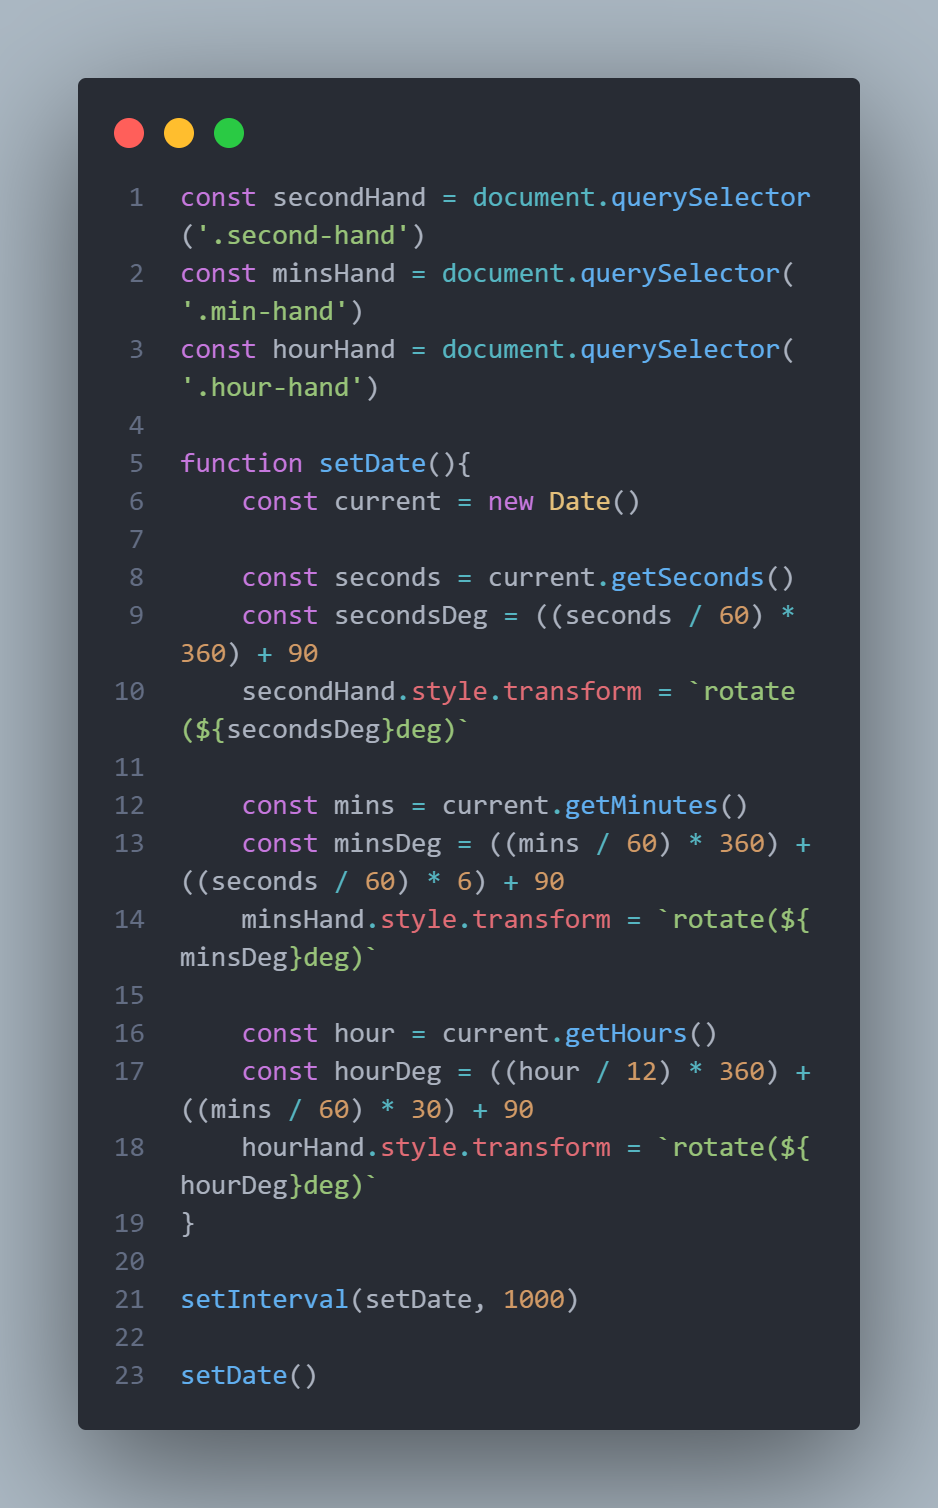 1 const secondHand = document.querySelector
('.second-hand')
2 const minsHand = document.querySelector(
'.min-hand')
3 const hourHand = document.querySelector(
'.hour-hand')
4
5 function setDate(){
6     const current = new Date()
7
8     const seconds = current.getSeconds()
9     const secondsDeg = ((seconds / 60) *
360) + 90
10     secondHand.style.transform = `rotate
(${secondsDeg}deg)`
11
12     const mins = current.getMinutes()
13     const minsDeg = ((mins / 60) * 360) +
((seconds / 60) * 6) + 90
14     minsHand.style.transform = `rotate(${
minsDeg}deg)`
15
16     const hour = current.getHours()
17     const hourDeg = ((hour / 12) * 360) +
((mins / 60) * 30) + 90
18     hourHand.style.transform = `rotate(${
hourDeg}deg)`
19 }
20
21 setInterval(setDate, 1000)
22
23 setDate()